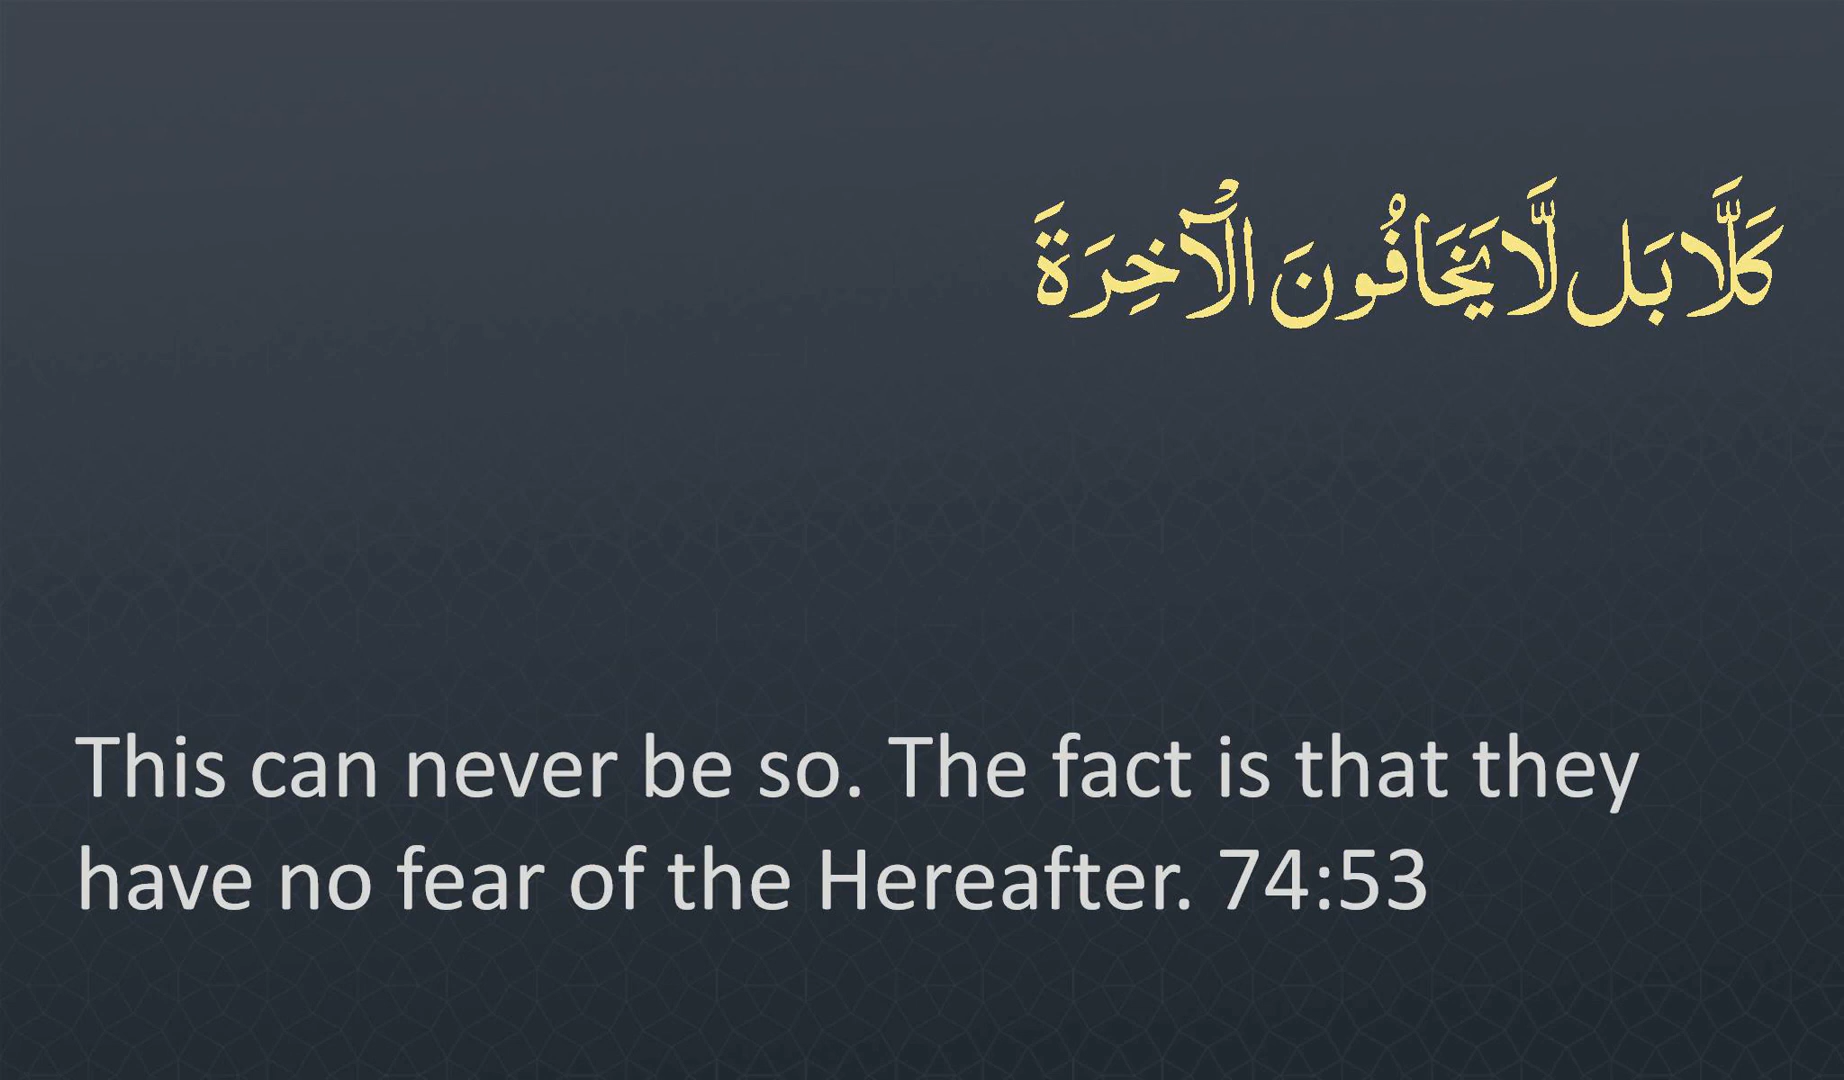 كَلَّا بَل لَّا يَخَافُونَ الْآخِرَةَ
This can never be so. The fact is that they
have no fear of the Hereafter. 74:53